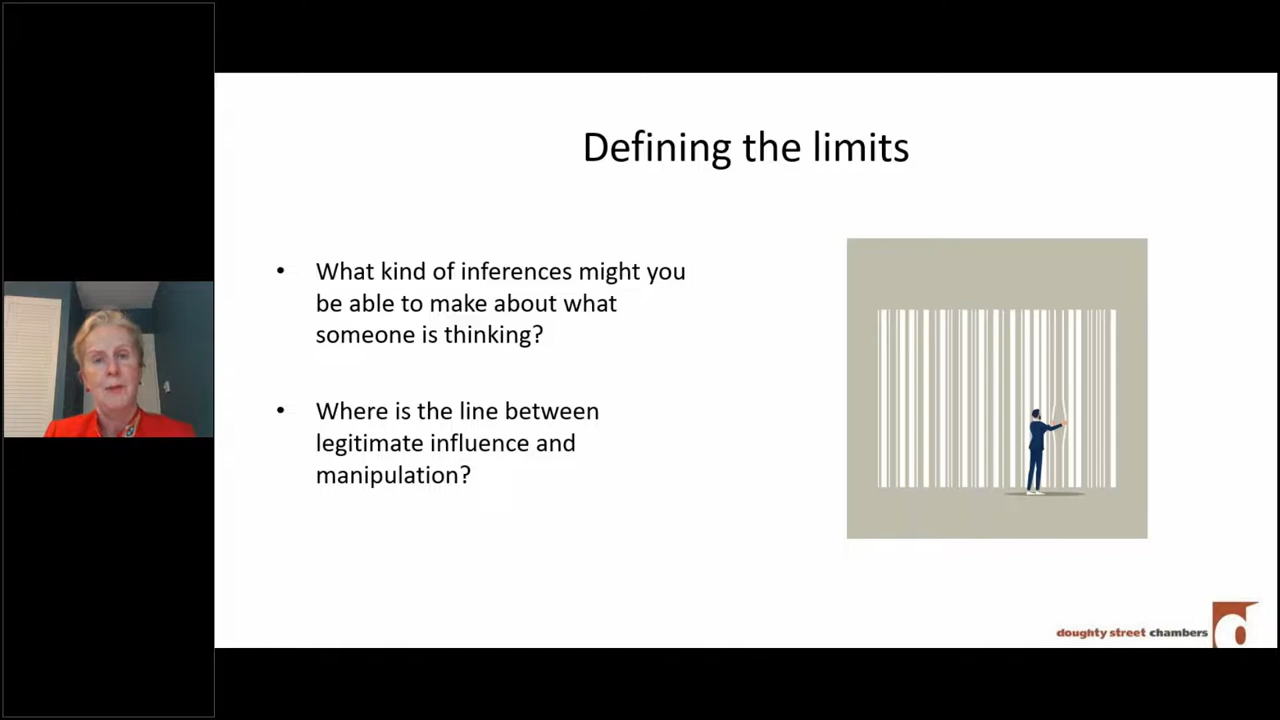 Defining the limits
• What kind of inferences might you
be able to make about what
someone is thinking?
• Where is the line between
legitimate influence and
manipulation?
doughty street chambers